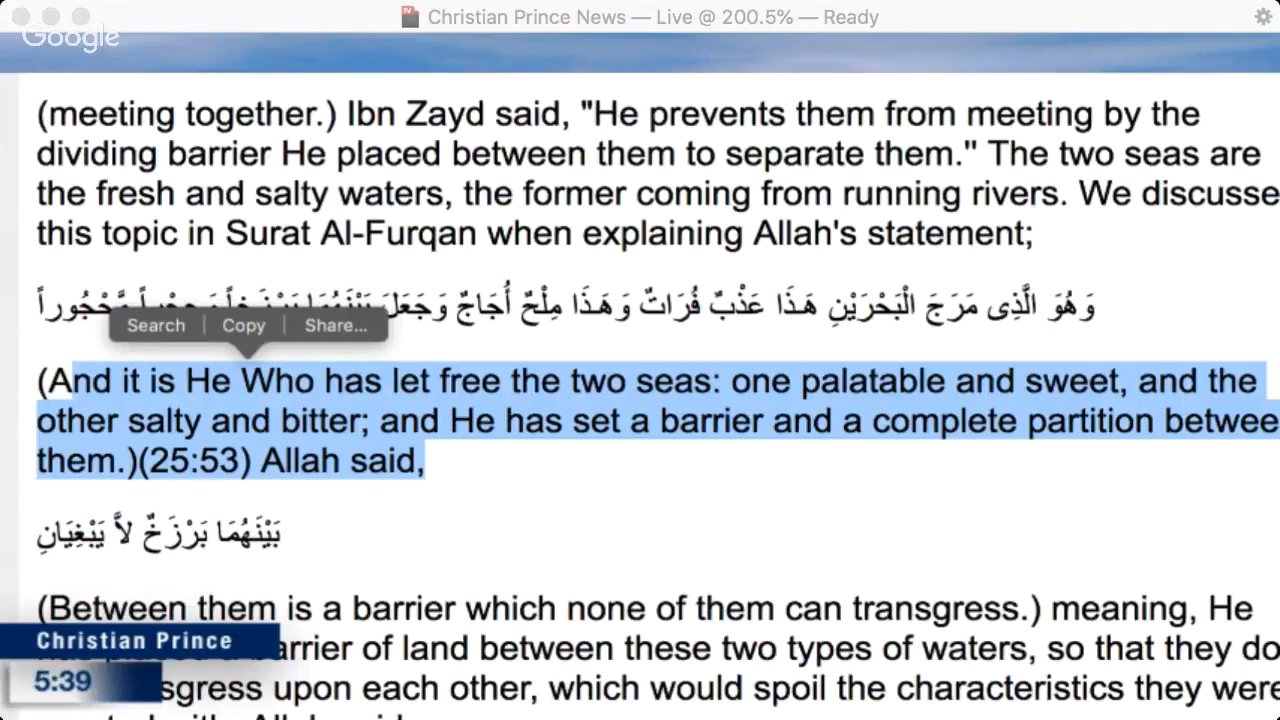 Christian Prince News — Live @ 200.5% — Ready
Google
(meeting together.) Ibn Zayd said, "He prevents them from meeting by the
dividing barrier He placed between them to separate them." The two seas are
the fresh and salty waters, the former coming from running rivers. We discusse
this topic in Surat Al-Furqan when explaining Allah's statement;
وَهُوَ الَّذِى مَرَجَ الْبَحْرَيْنِ هَـذَا عَذْبٌ فُرَاتٌ وَهَـذَا مِلْحٌ أُجَاجٌ وَجَعَلَ مَّحْجُوراً
Search Copy Share...
(And it is He Who has let free the two seas: one palatable and sweet, and the
other salty and bitter; and He has set a barrier and a complete partition betwee
them.)(25:53) Allah said,
بَيْنَهُمَا بَرْزَخٌ لاَّ يَبْغِيَانِ
(Between them is a barrier which none of them can transgress.) meaning, He
arrier of land between these two types of waters, so that they do
Christian Prince
sgress upon each other, which would spoil the characteristics they were
5:39